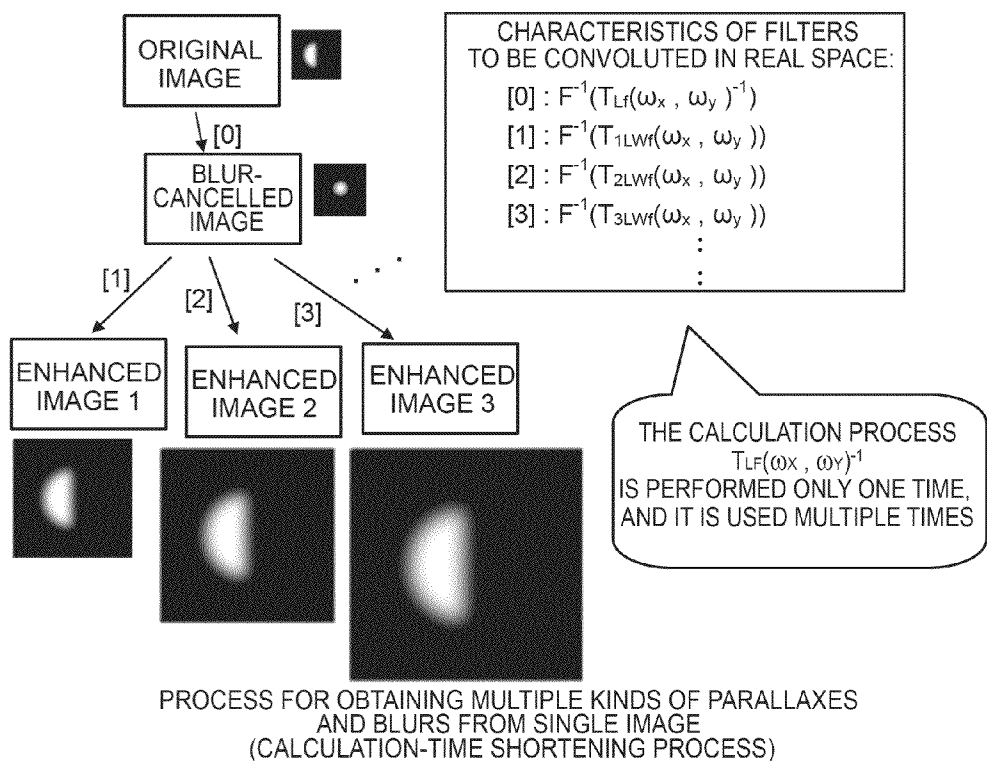 ORIGINAL
IMAGE
[0]
BLUR-
CANCELLED
IMAGE
[1]
[2]
[3]
. . .
ENHANCED
IMAGE 1
ENHANCED
IMAGE 2
ENHANCED
IMAGE 3
CHARACTERISTICS OF FILTERS
TO BE CONVOLUTED IN REAL SPACE:
[0] : F⁻¹(TLf(ωx , ωy )⁻¹)
[1] : F⁻¹(T1LWf(ωx , ωy ))
[2] : F⁻¹(T2LWf(ωx , ωy ))
[3] : F⁻¹(T3LWf(ωx , ωy ))
⋮
⋮
THE CALCULATION PROCESS
TLF(ωX , ωY)⁻¹
IS PERFORMED ONLY ONE TIME,
AND IT IS USED MULTIPLE TIMES
PROCESS FOR OBTAINING MULTIPLE KINDS OF PARALLAXES
AND BLURS FROM SINGLE IMAGE
(CALCULATION-TIME SHORTENING PROCESS)